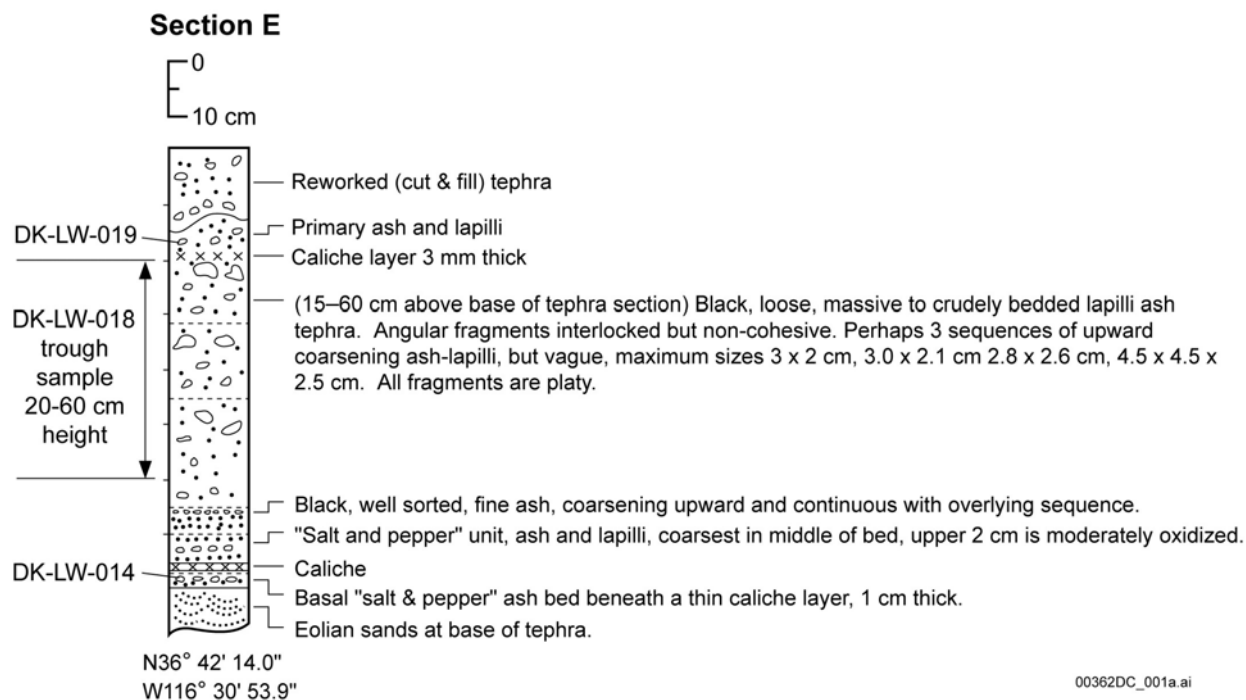 Section E
0
10 cm
Reworked (cut & fill) tephra
Primary ash and lapilli
DK-LW-019
Caliche layer 3 mm thick
DK-LW-018
trough
sample
20-60 cm
height
(15–60 cm above base of tephra section) Black, loose, massive to crudely bedded lapilli ash
tephra. Angular fragments interlocked but non-cohesive. Perhaps 3 sequences of upward
coarsening ash-lapilli, but vague, maximum sizes 3 x 2 cm, 3.0 x 2.1 cm 2.8 x 2.6 cm, 4.5 x 4.5 x
2.5 cm. All fragments are platy.
Black, well sorted, fine ash, coarsening upward and continuous with overlying sequence.
"Salt and pepper" unit, ash and lapilli, coarsest in middle of bed, upper 2 cm is moderately oxidized.
Caliche
DK-LW-014
Basal "salt & pepper" ash bed beneath a thin caliche layer, 1 cm thick.
Eolian sands at base of tephra.
N36° 42' 14.0"
W116° 30' 53.9"
00362DC_001a.ai